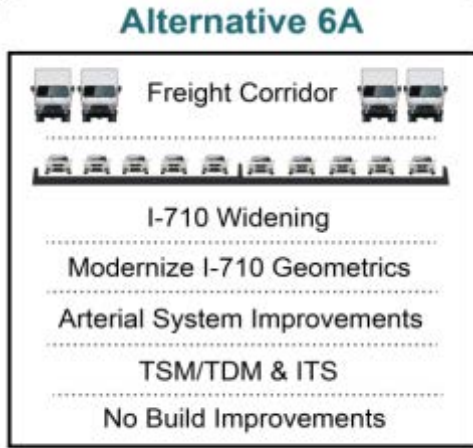 Alternative 6A
Freight Corridor
I-710 Widening
Modernize I-710 Geometrics
Arterial System Improvements
TSM/TDM & ITS
No Build Improvements